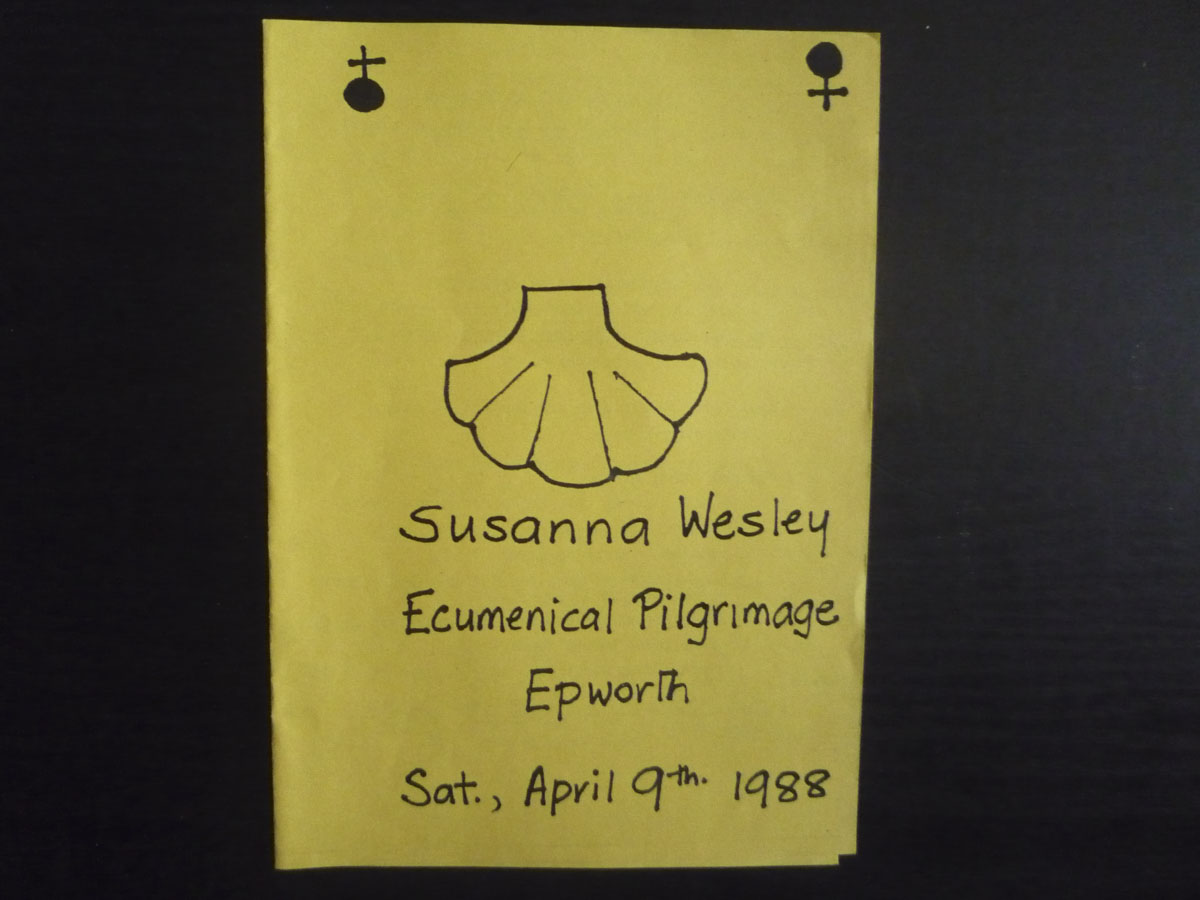 Susanna Wesley
Ecumenical Pilgrimage
Epworth
Sat., April 9th. 1988